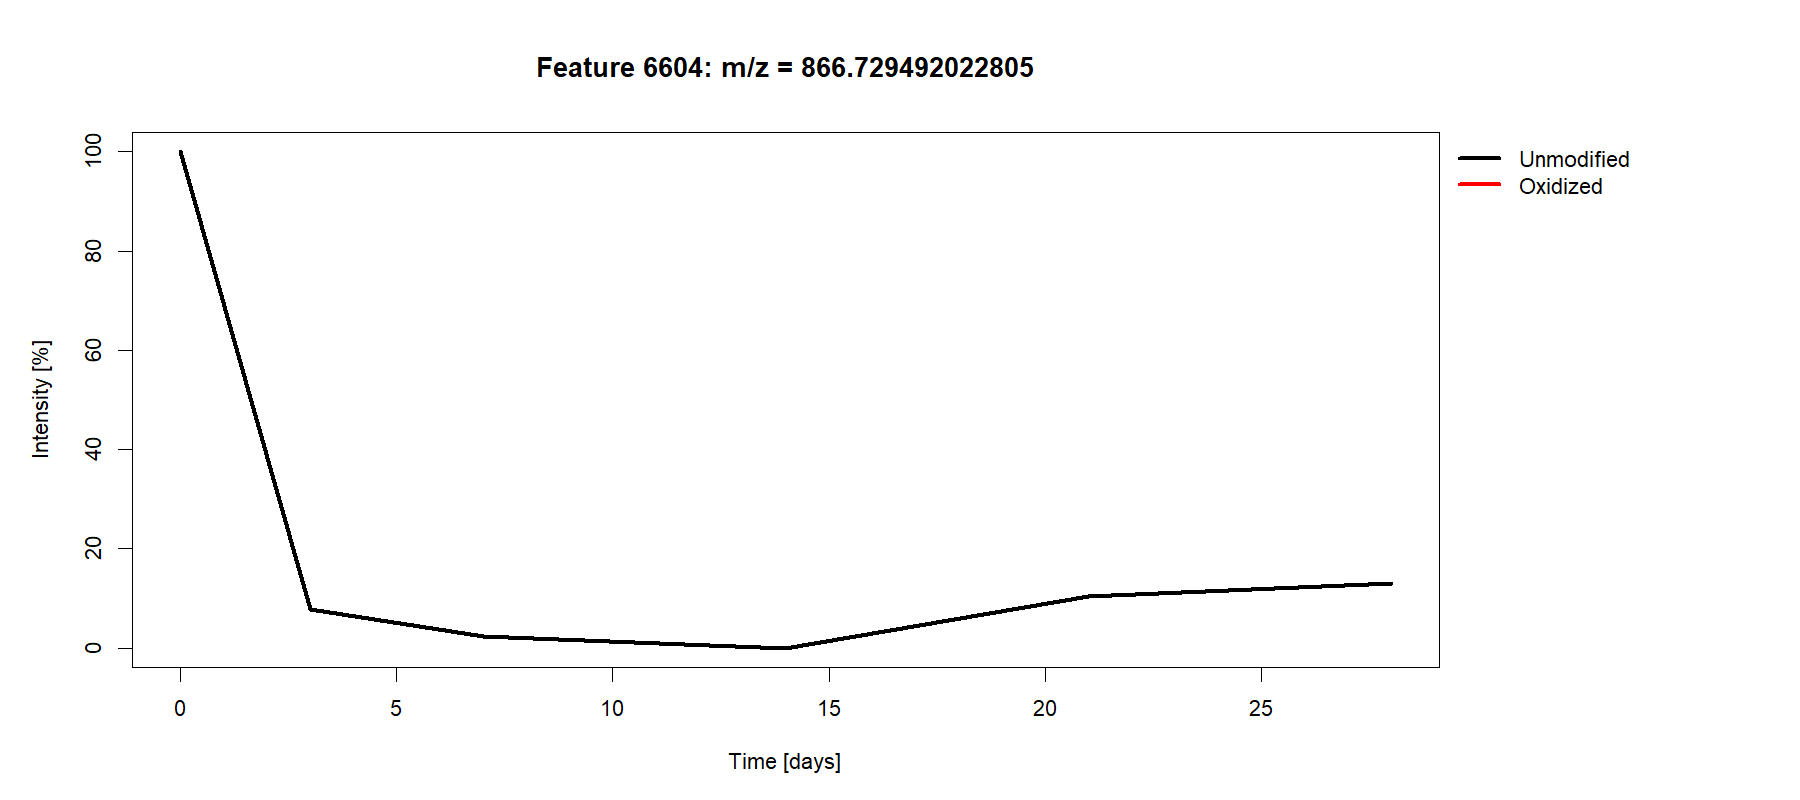 Feature 6604: m/z = 866.729492022805
Unmodified
Oxidized
100
80
60
40
20
0
Intensity [%]
0 5 10 15 20 25
Time [days]